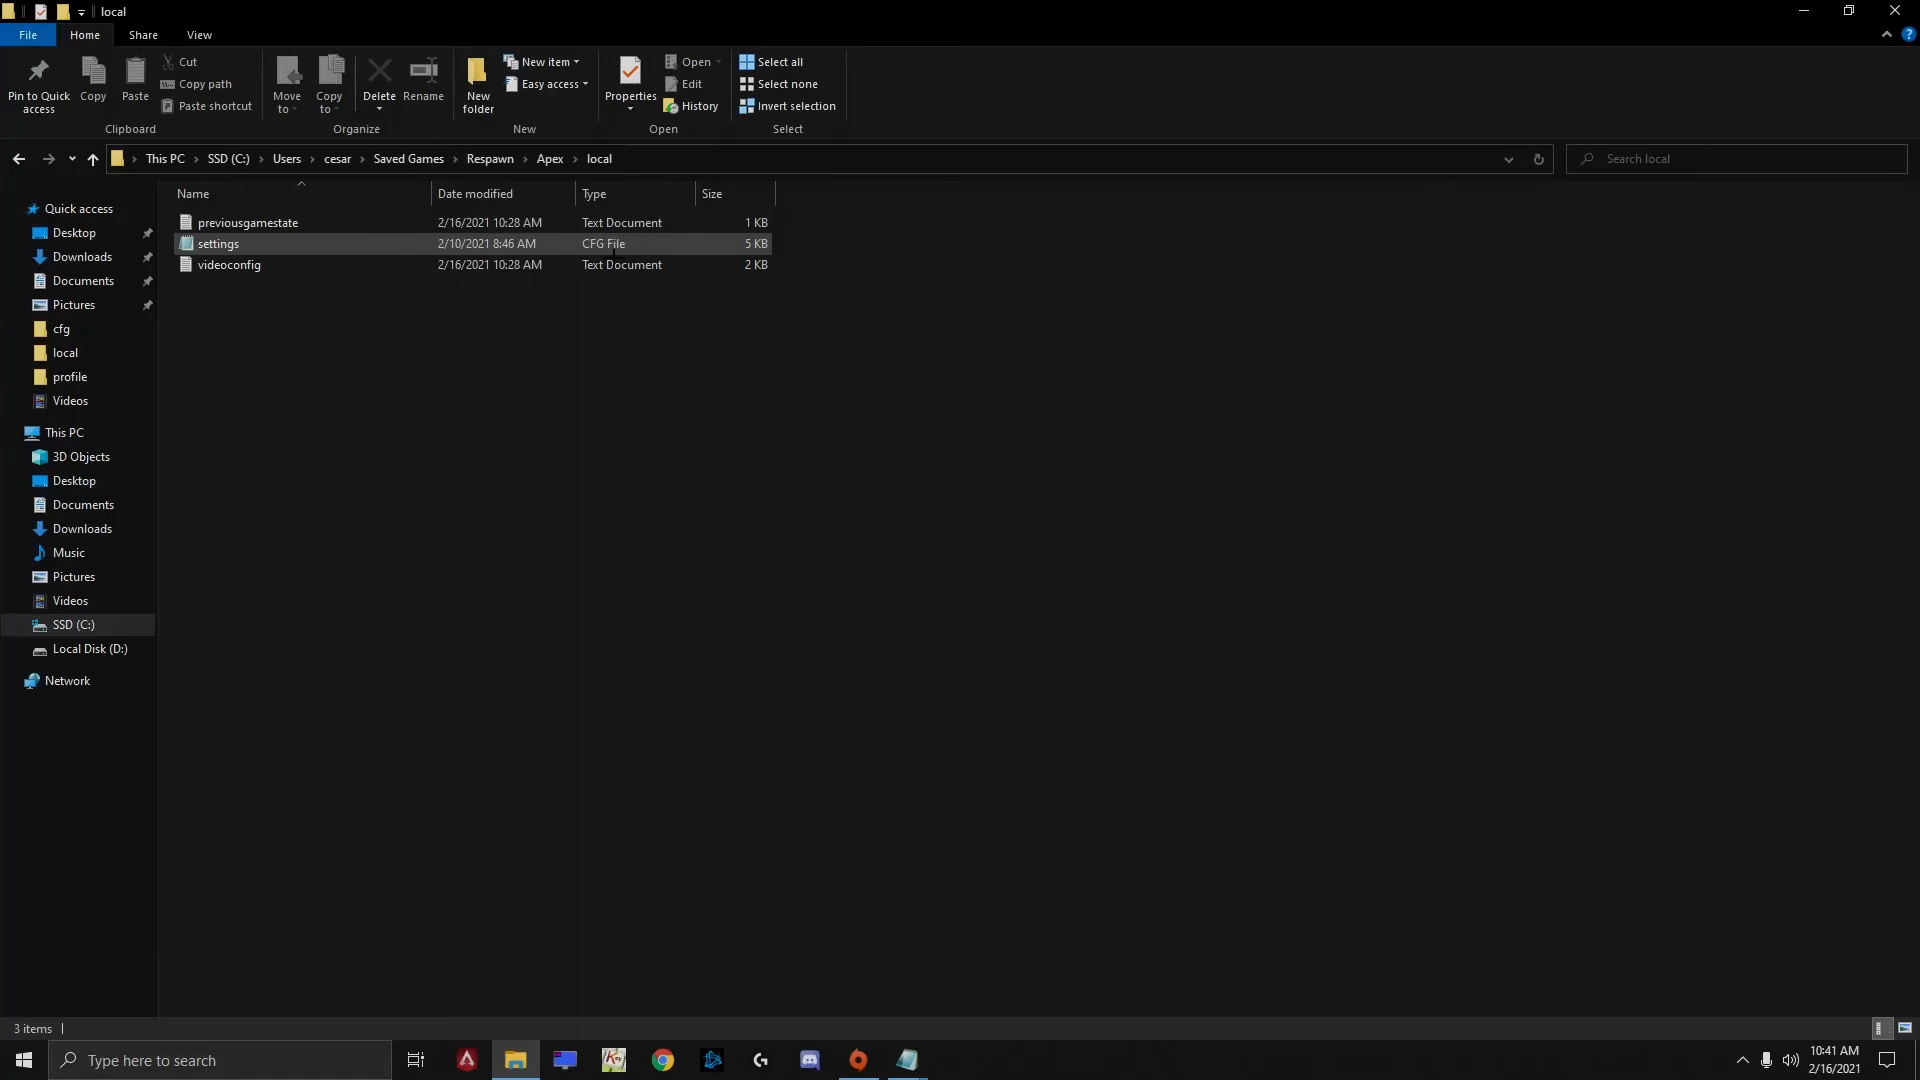 local
File Home Share View
Pin to Quick access
Copy
Paste
Cut
Copy path
Paste shortcut
Clipboard
Move to
Copy to
Delete
Rename
Organize
New folder
New item
Easy access
New
Properties
Open
Edit
History
Open
Select all
Select none
Invert selection
Select
This PC > SSD (C:) > Users > cesar > Saved Games > Respawn > Apex > local
Search local
Name Date modified Type Size
previousgamestate 2/16/2021 10:28 AM Text Document 1 KB
settings 2/10/2021 8:46 AM CFG File 5 KB
videoconfig 2/16/2021 10:28 AM Text Document 2 KB
Quick access
Desktop
Downloads
Documents
Pictures
cfg
local
profile
Videos
This PC
3D Objects
Desktop
Documents
Downloads
Music
Pictures
Videos
SSD (C:)
Local Disk (D:)
Network
3 items
Type here to search
10:41 AM
2/16/2021